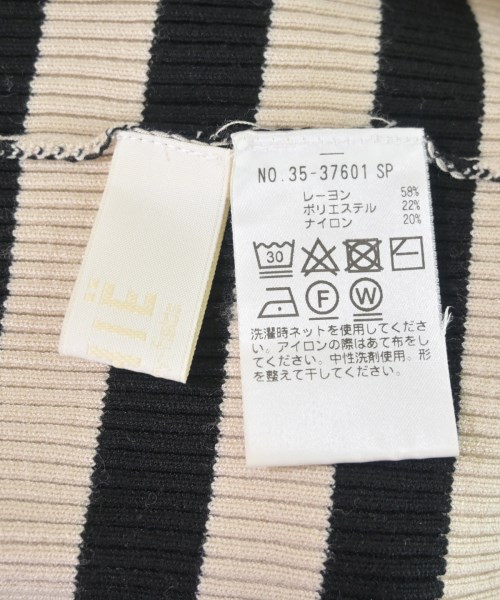 NO.35-37601 SP
レーヨン 58%
ポリエステル 22%
ナイロン 20%
30
F W
洗濯時ネットを使用してくださ
い。アイロンの際はあて布をし
てください。中性洗剤使用。形
を整えて干してください。